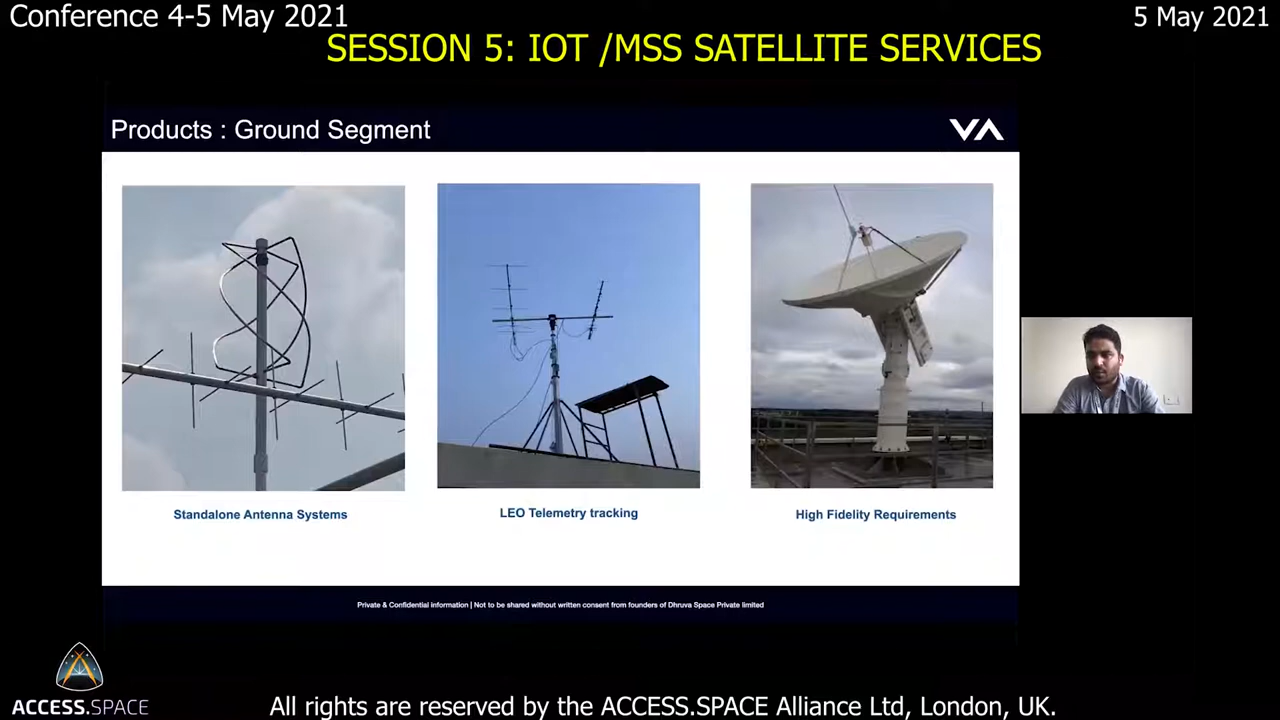 Conference 4-5 May 2021
5 May 2021
SESSION 5: IOT /MSS SATELLITE SERVICES
Products : Ground Segment
Standalone Antenna Systems
LEO Telemetry tracking
High Fidelity Requirements
Private & Confidential information | Not to be shared without written consent from founders of Dhruva Space Private limited
ACCESS.SPACE
All rights are reserved by the ACCESS.SPACE Alliance Ltd, London, UK.